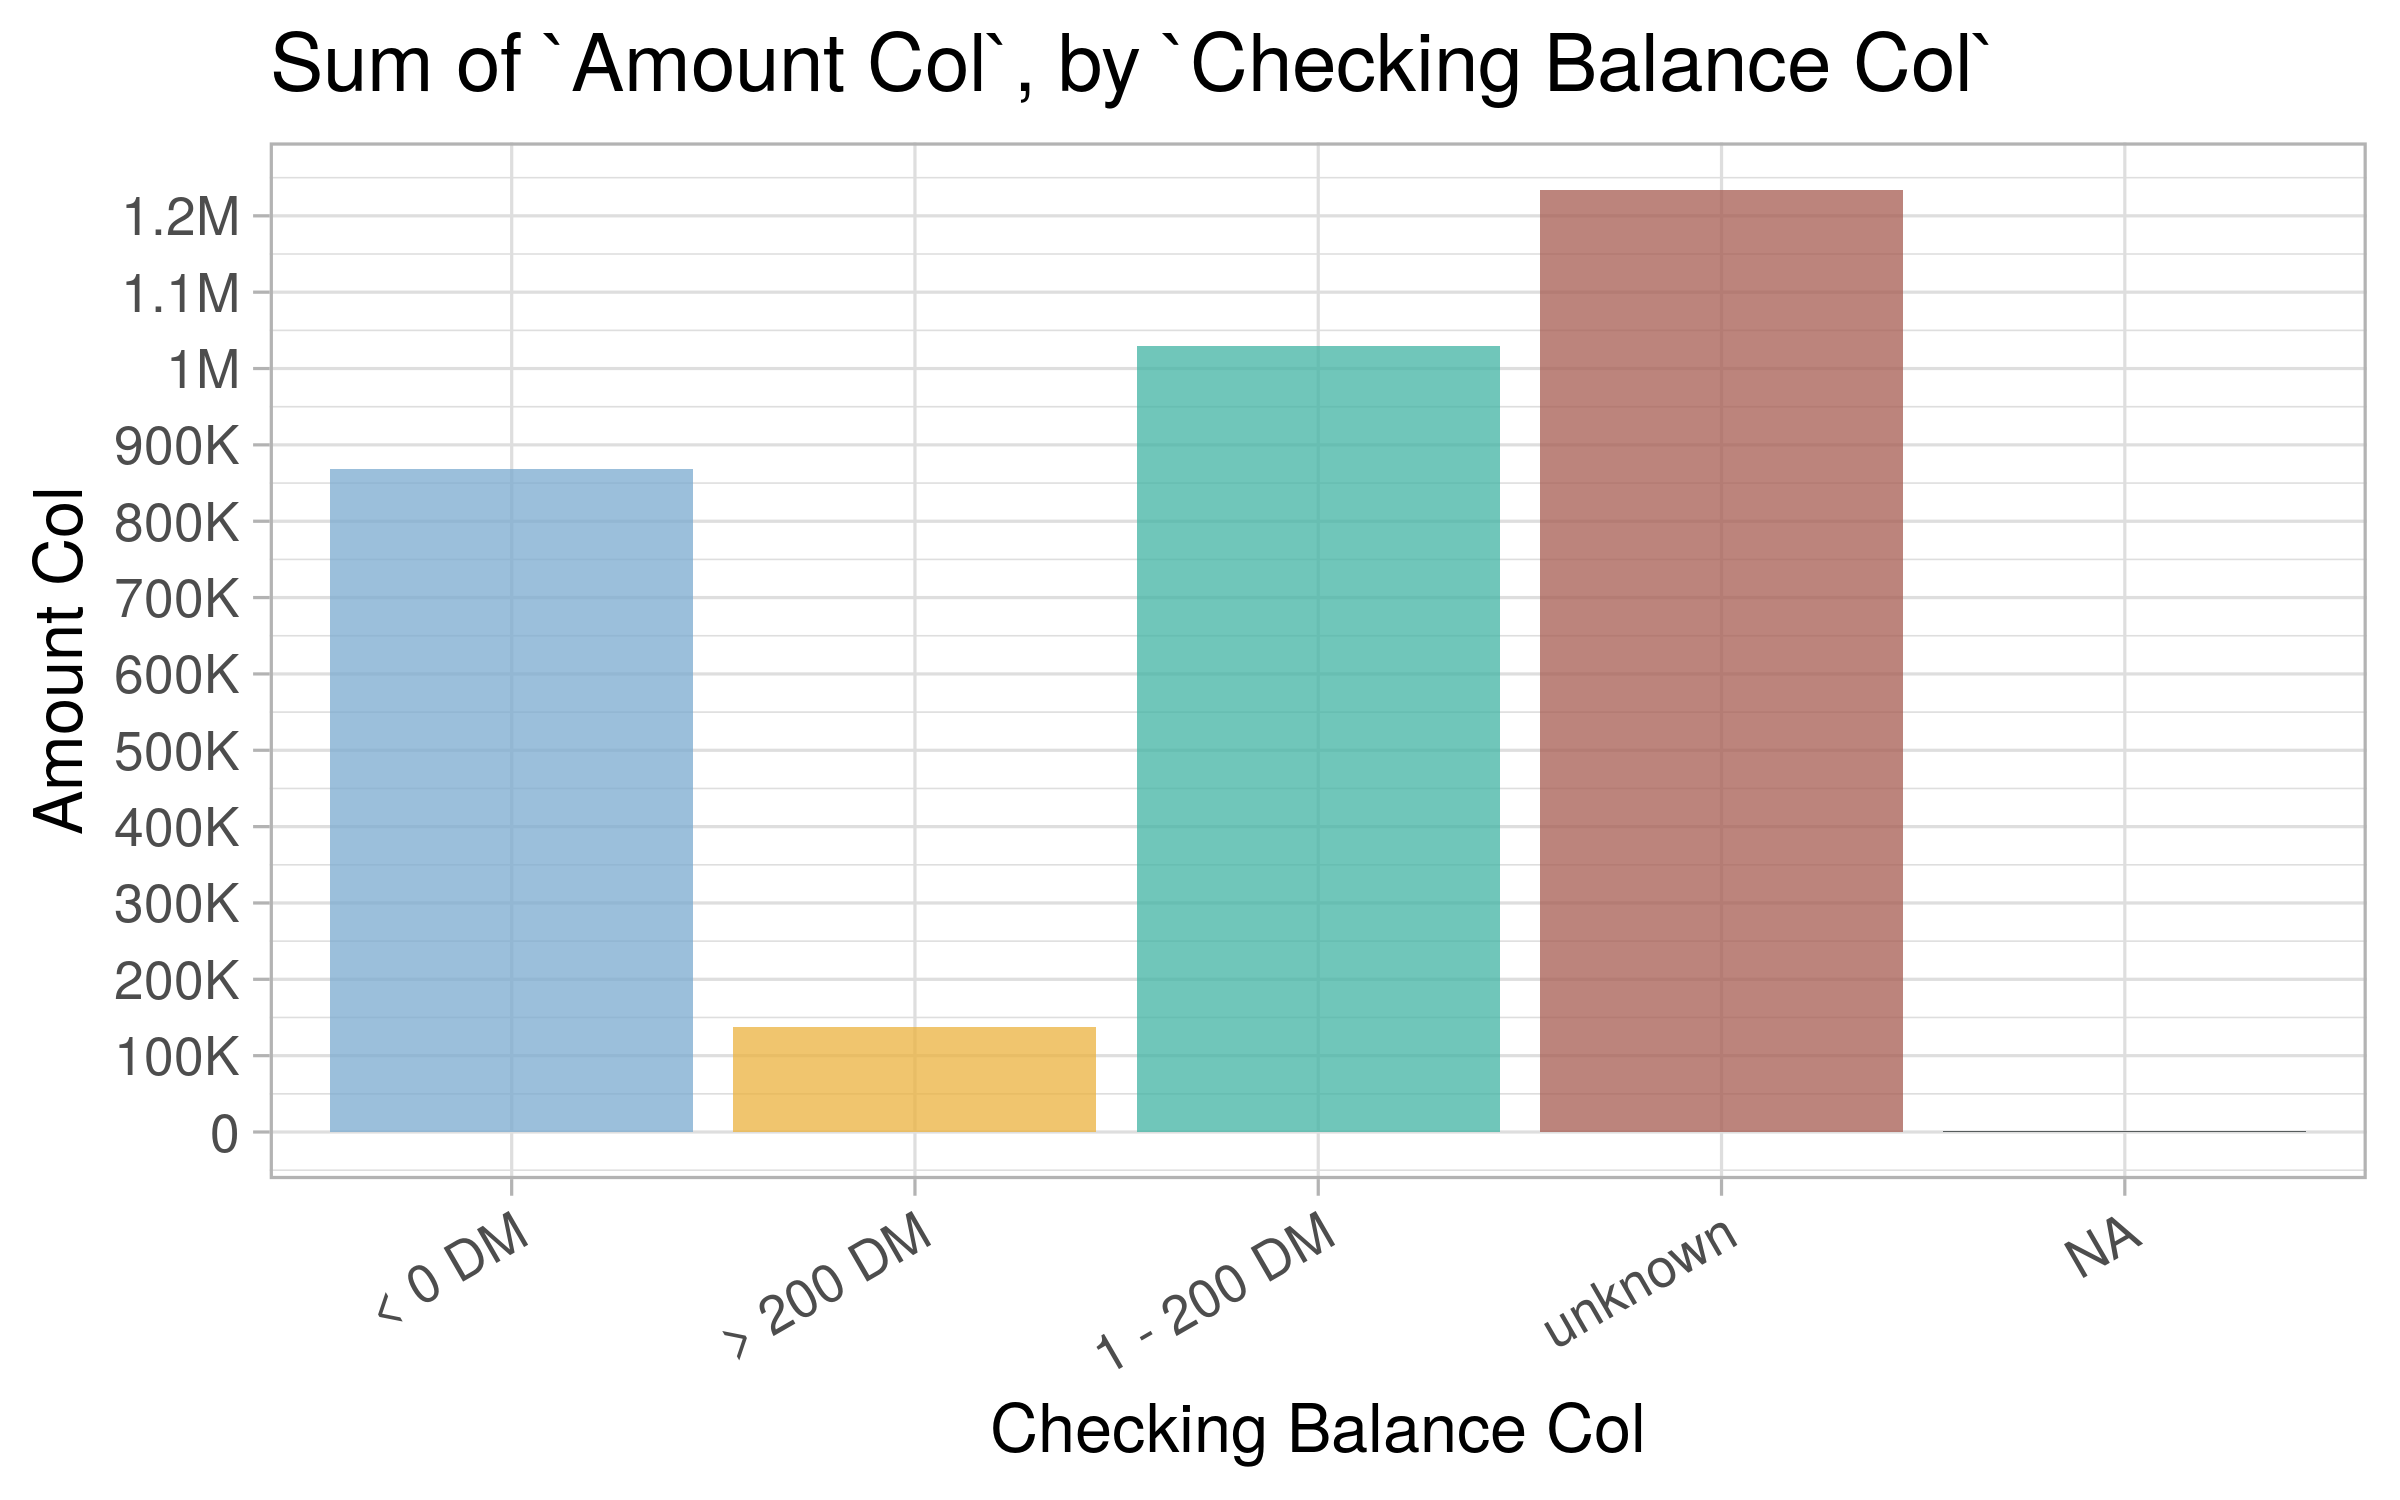 Sum of `Amount Col`, by `Checking Balance Col`
Amount Col
1.2M
1.1M
1M
900K
800K
700K
600K
500K
400K
300K
200K
100K
0
< 0 DM
> 200 DM
1 - 200 DM
unknown
NA
Checking Balance Col